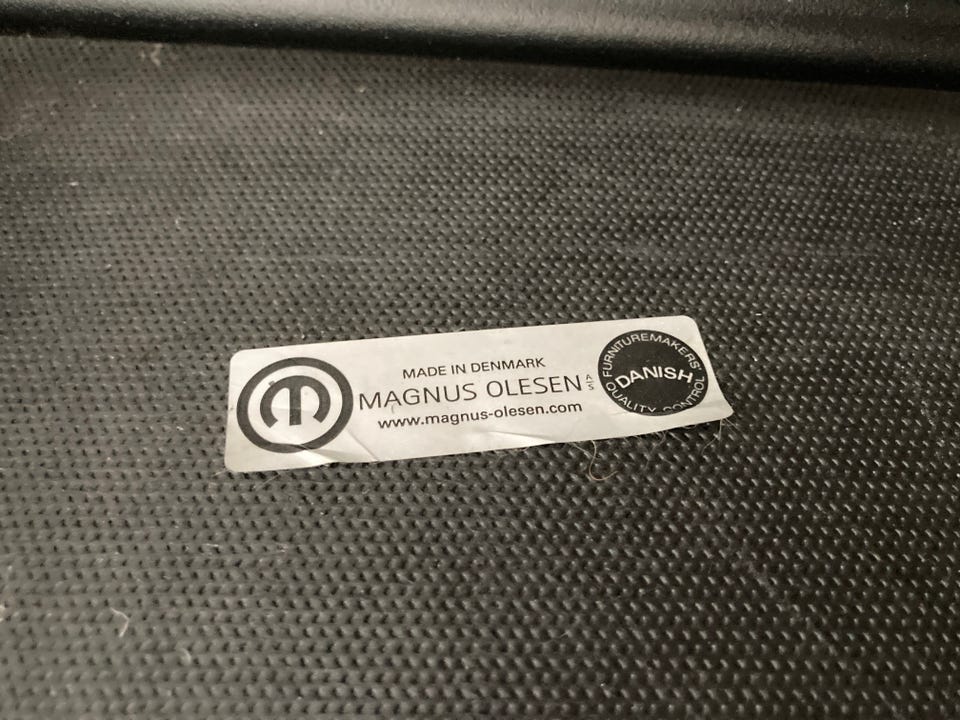 m
MADE IN DENMARK
MAGNUS OLESEN A/S
www.magnus-olesen.com
FURNITUREMAKERS'
DANISH
QUALITY CONTROL